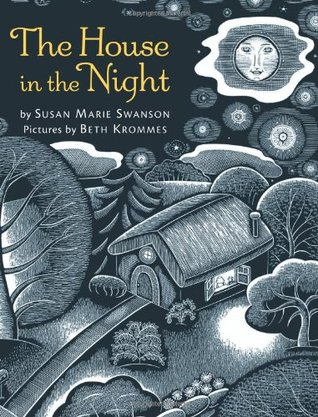 The House
in the Night
by Susan Marie Swanson
Pictures by Beth Krommes